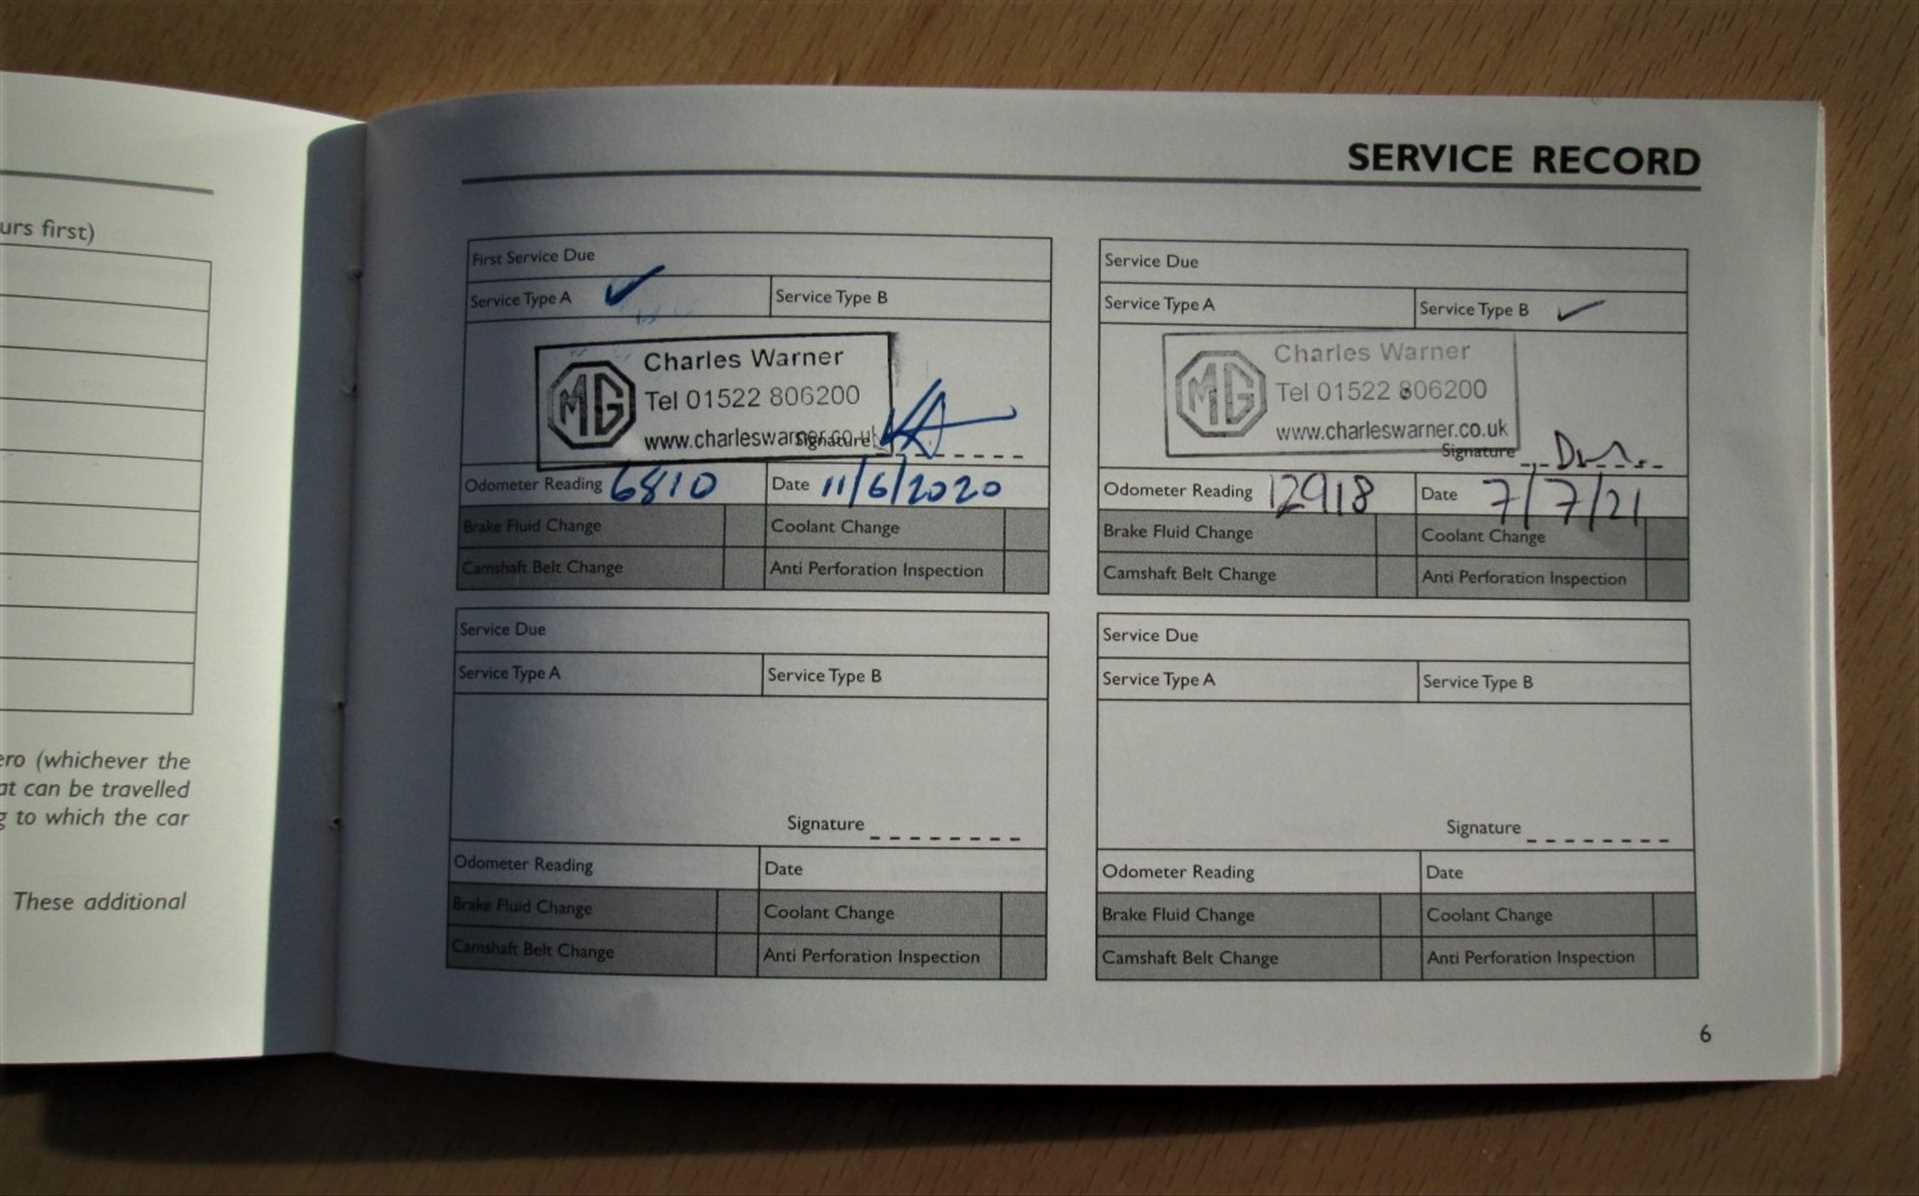 urs first)
ero (whichever the
at can be travelled
g to which the car
These additional
SERVICE RECORD
First Service Due
Service Type A ✓ Service Type B
MG Charles Warner
Tel 01522 806200
www.charleswarner.co.uk
Signature
Odometer Reading 6810 Date 11/6/2020
Brake Fluid Change Coolant Change
Camshaft Belt Change Anti Perforation Inspection
Service Due
Service Type A Service Type B ✓
MG Charles Warner
Tel 01522 806200
www.charleswarner.co.uk
Signature
Odometer Reading 12918 Date 7/7/21
Brake Fluid Change Coolant Change
Camshaft Belt Change Anti Perforation Inspection
Service Due
Service Type A Service Type B
Signature
Odometer Reading Date
Brake Fluid Change Coolant Change
Camshaft Belt Change Anti Perforation Inspection
Service Due
Service Type A Service Type B
Signature
Odometer Reading Date
Brake Fluid Change Coolant Change
Camshaft Belt Change Anti Perforation Inspection
6